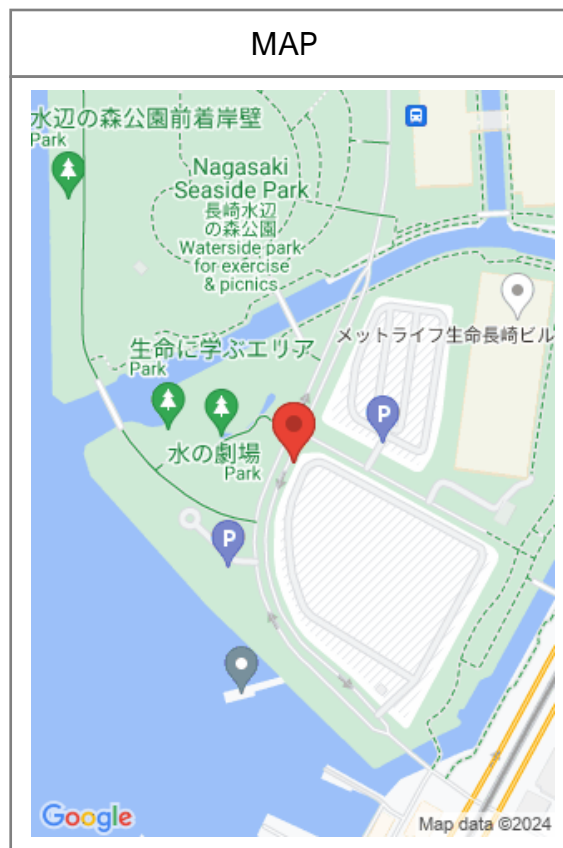 MAP
水辺の森公園前着岸壁
Park
Nagasaki
Seaside Park
長崎水辺
の森公園
Waterside park
for exercise
& picnics
メットライフ生命長崎ビル
生命に学ぶエリア
Park
水の劇場
Park
P
P
Google
Map data ©2024